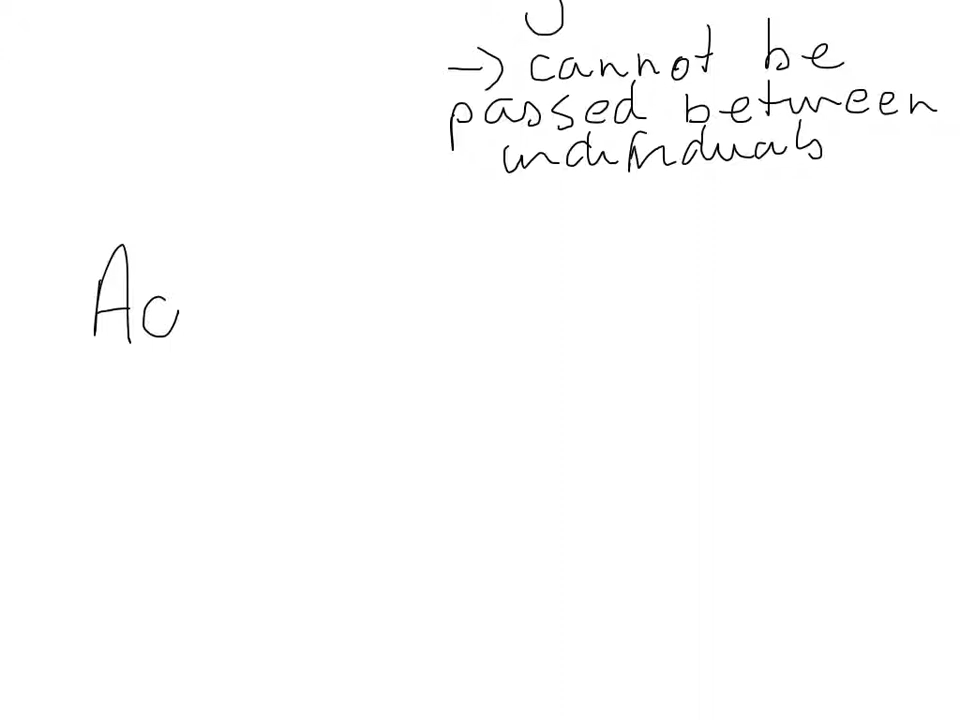 -> cannot be
passed between
individuals
Ac